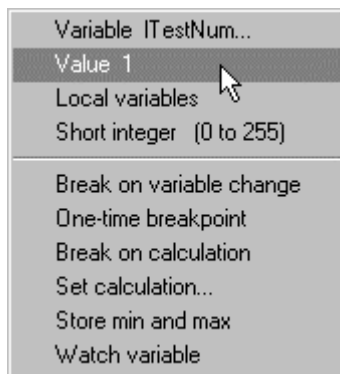 Variable lTestNum...
Value 1
Local variables
Short integer (0 to 255)
Break on variable change
One-time breakpoint
Break on calculation
Set calculation...
Store min and max
Watch variable